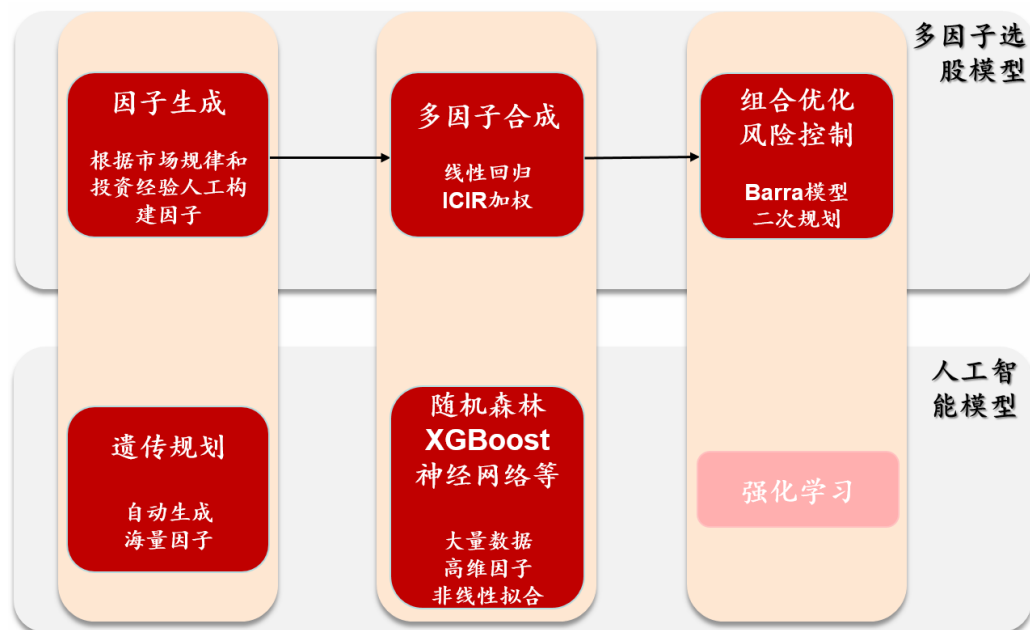 多因子选
股模型
因子生成
根据市场规律和
投资经验人工构
建因子
多因子合成
线性回归
ICIR加权
组合优化
风险控制
Barra模型
二次规划
人工智
能模型
遗传规划
自动生成
海量因子
随机森林
XGBoost
神经网络等
大量数据
高维因子
非线性拟合
强化学习